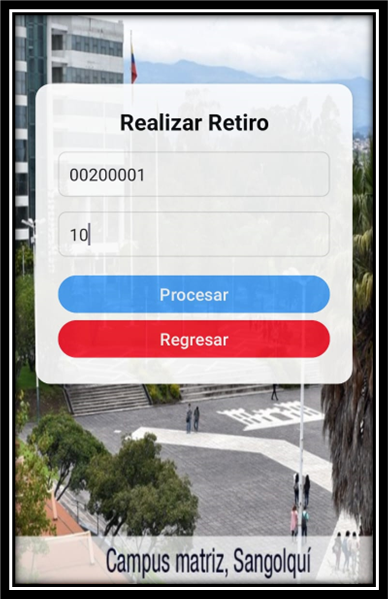 Realizar Retiro
00200001
10
Procesar
Regresar
Campus matriz, Sangolquí